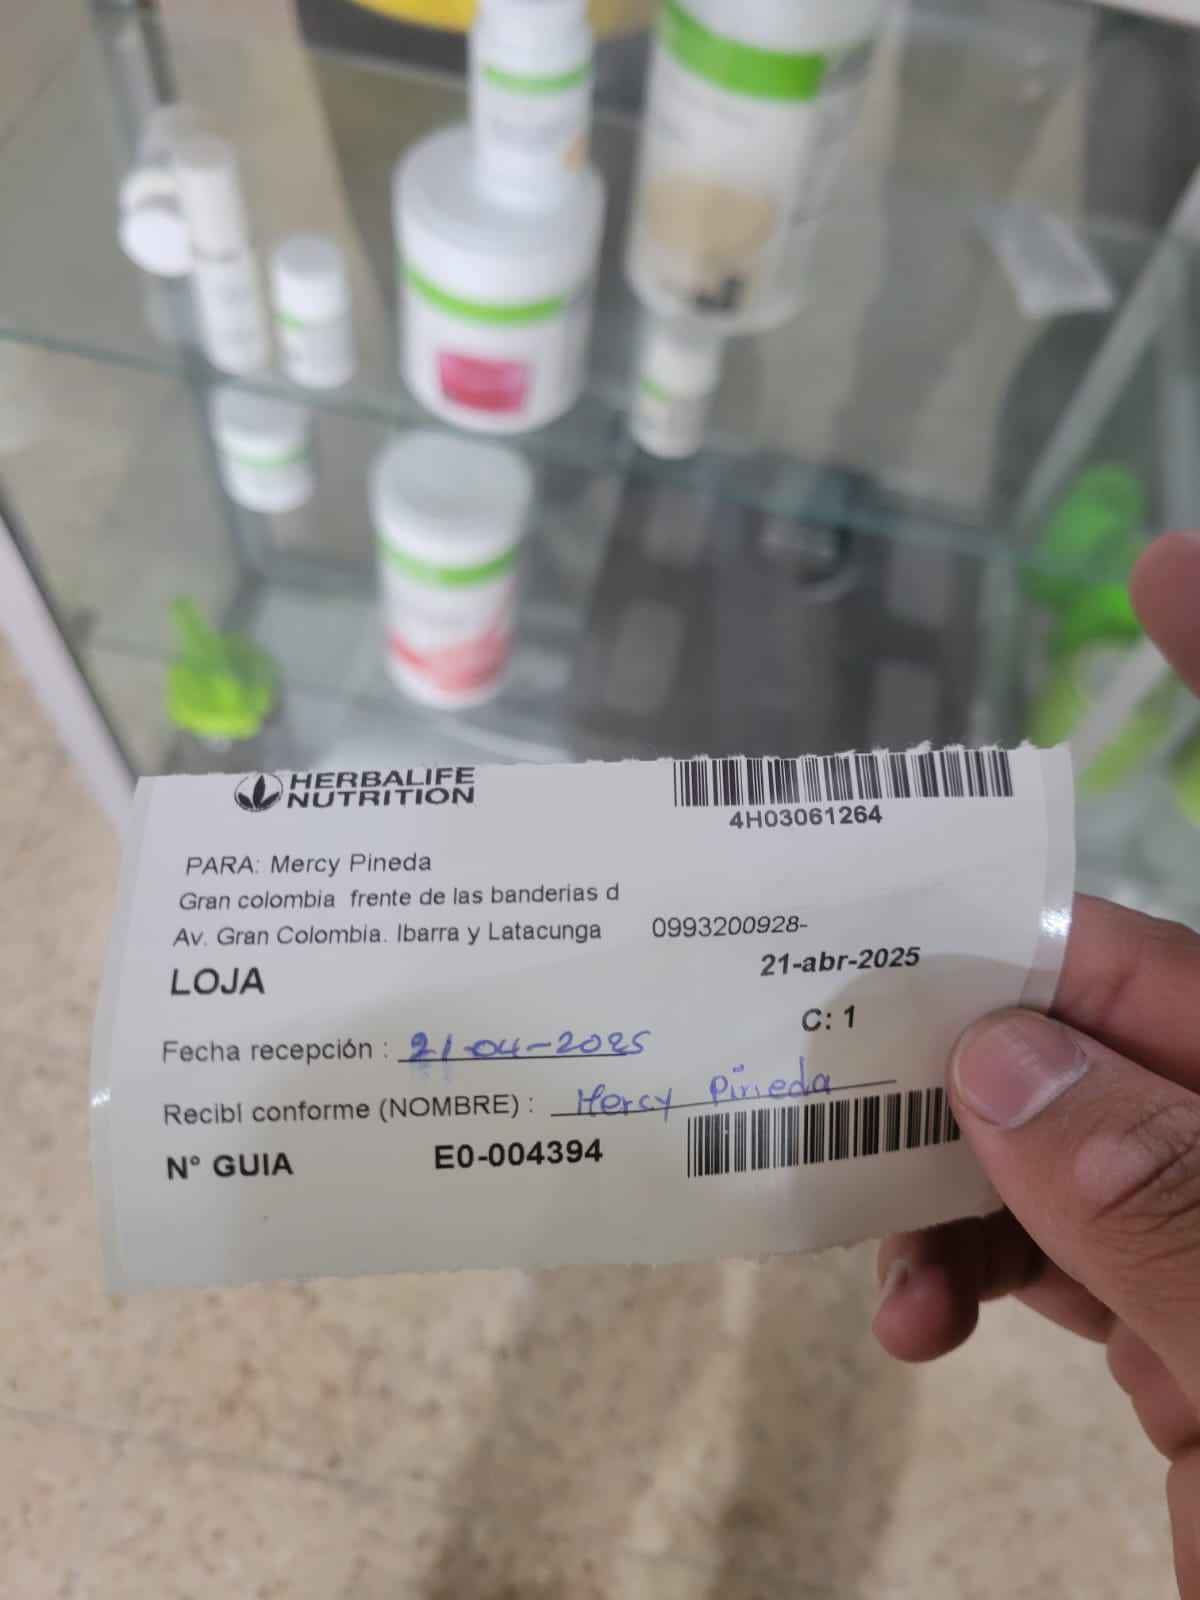 HERBALIFE
NUTRITION
4H03061264
PARA: Mercy Pineda
Gran colombia frente de las banderias d
Av. Gran Colombia. Ibarra y Latacunga 0993200928-
LOJA 21-abr-2025
C: 1
Fecha recepción : 21-04-2025
Recibí conforme (NOMBRE) : Mercy Pineda
N° GUIA E0-004394